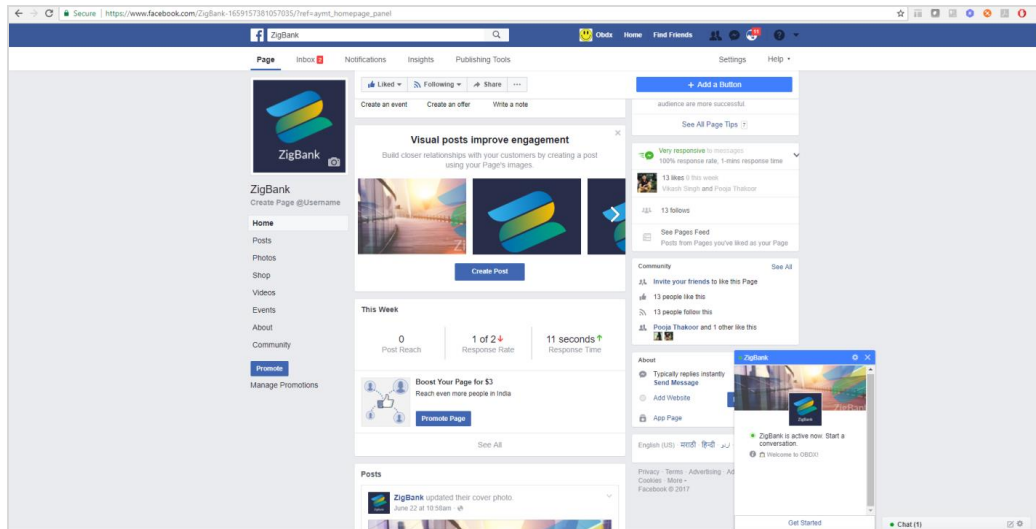 Secure | https://www.facebook.com/ZigBank-1659157381057035/?ref=aymt_homepage_panel
ZigBank
Obdx Home Find Friends
Page Inbox Notifications Insights Publishing Tools Settings Help
Liked Following Share
+ Add a Button
Create an event Create an offer Write a note
Visual posts improve engagement
Build closer relationships with your customers by creating a post
using your Page's images.
Create Post
ZigBank
ZigBank
Create Page @Username
Home
Posts
Photos
Shop
Videos
Events
About
Community
Promote
Manage Promotions
This Week
0
Post Reach
1 of 2
Response Rate
11 seconds
Response Time
Boost Your Page for $3
Reach even more people in India
Promote Page
See All
Posts
ZigBank updated their cover photo.
June 22 at 10:58am
audience are more successful.
See All Page Tips ?
Very responsive to messages
100% response rate, 1-mins response time
13 likes 0 this week
Vikash Singh and Pooja Thakoor
13 follows
See Pages Feed
Posts from Pages you've liked as your Page
Community See All
Invite your friends to like this Page
13 people like this
13 people follow this
Pooja Thakoor and 1 other like this
About
Typically replies instantly
Send Message
Add Website
App Page
English (US) · मराठी · हिन्दी · اردو
Privacy · Terms · Advertising · Ad
Cookies · More
Facebook © 2017
ZigBank
ZigBank
ZigBank is active now. Start a
conversation.
Welcome to OBDX!
Get Started
Chat (1)